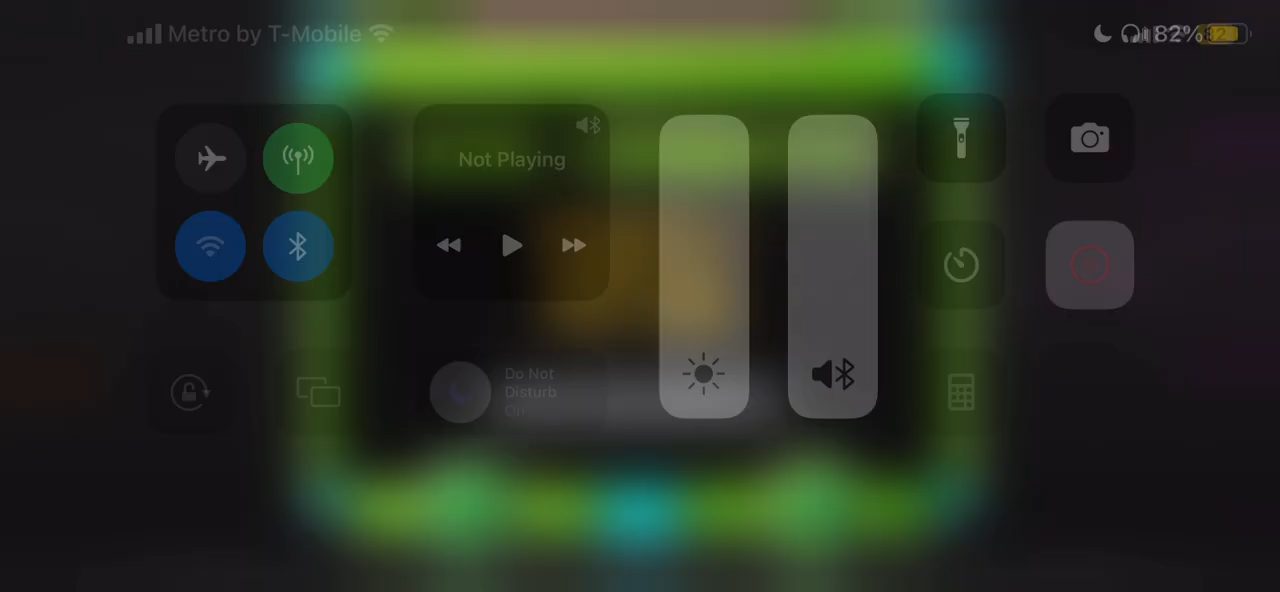 Metro by T-Mobile
82%
Not Playing
Do Not
Disturb
On